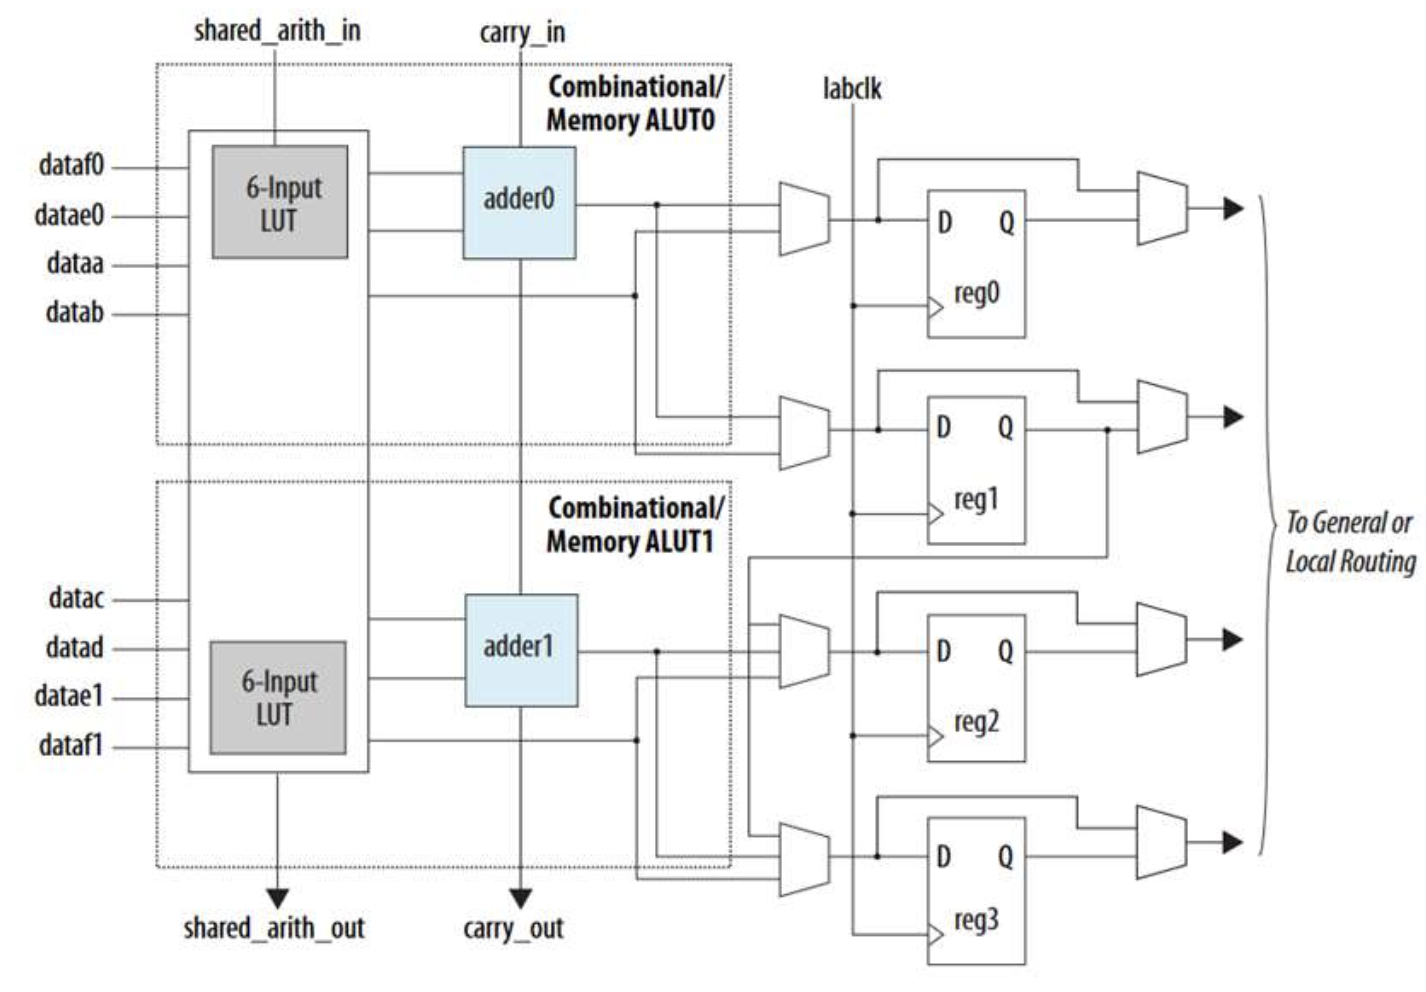 shared_arith_in
carry_in
Combinational/
Memory ALUT0
labclk
dataf0
datae0
dataa
datab
6-Input
LUT
adder0
D Q
reg0
D Q
reg1
Combinational/
Memory ALUT1
To General or
Local Routing
datac
datad
datae1
dataf1
6-Input
LUT
adder1
D Q
reg2
D Q
reg3
shared_arith_out
carry_out